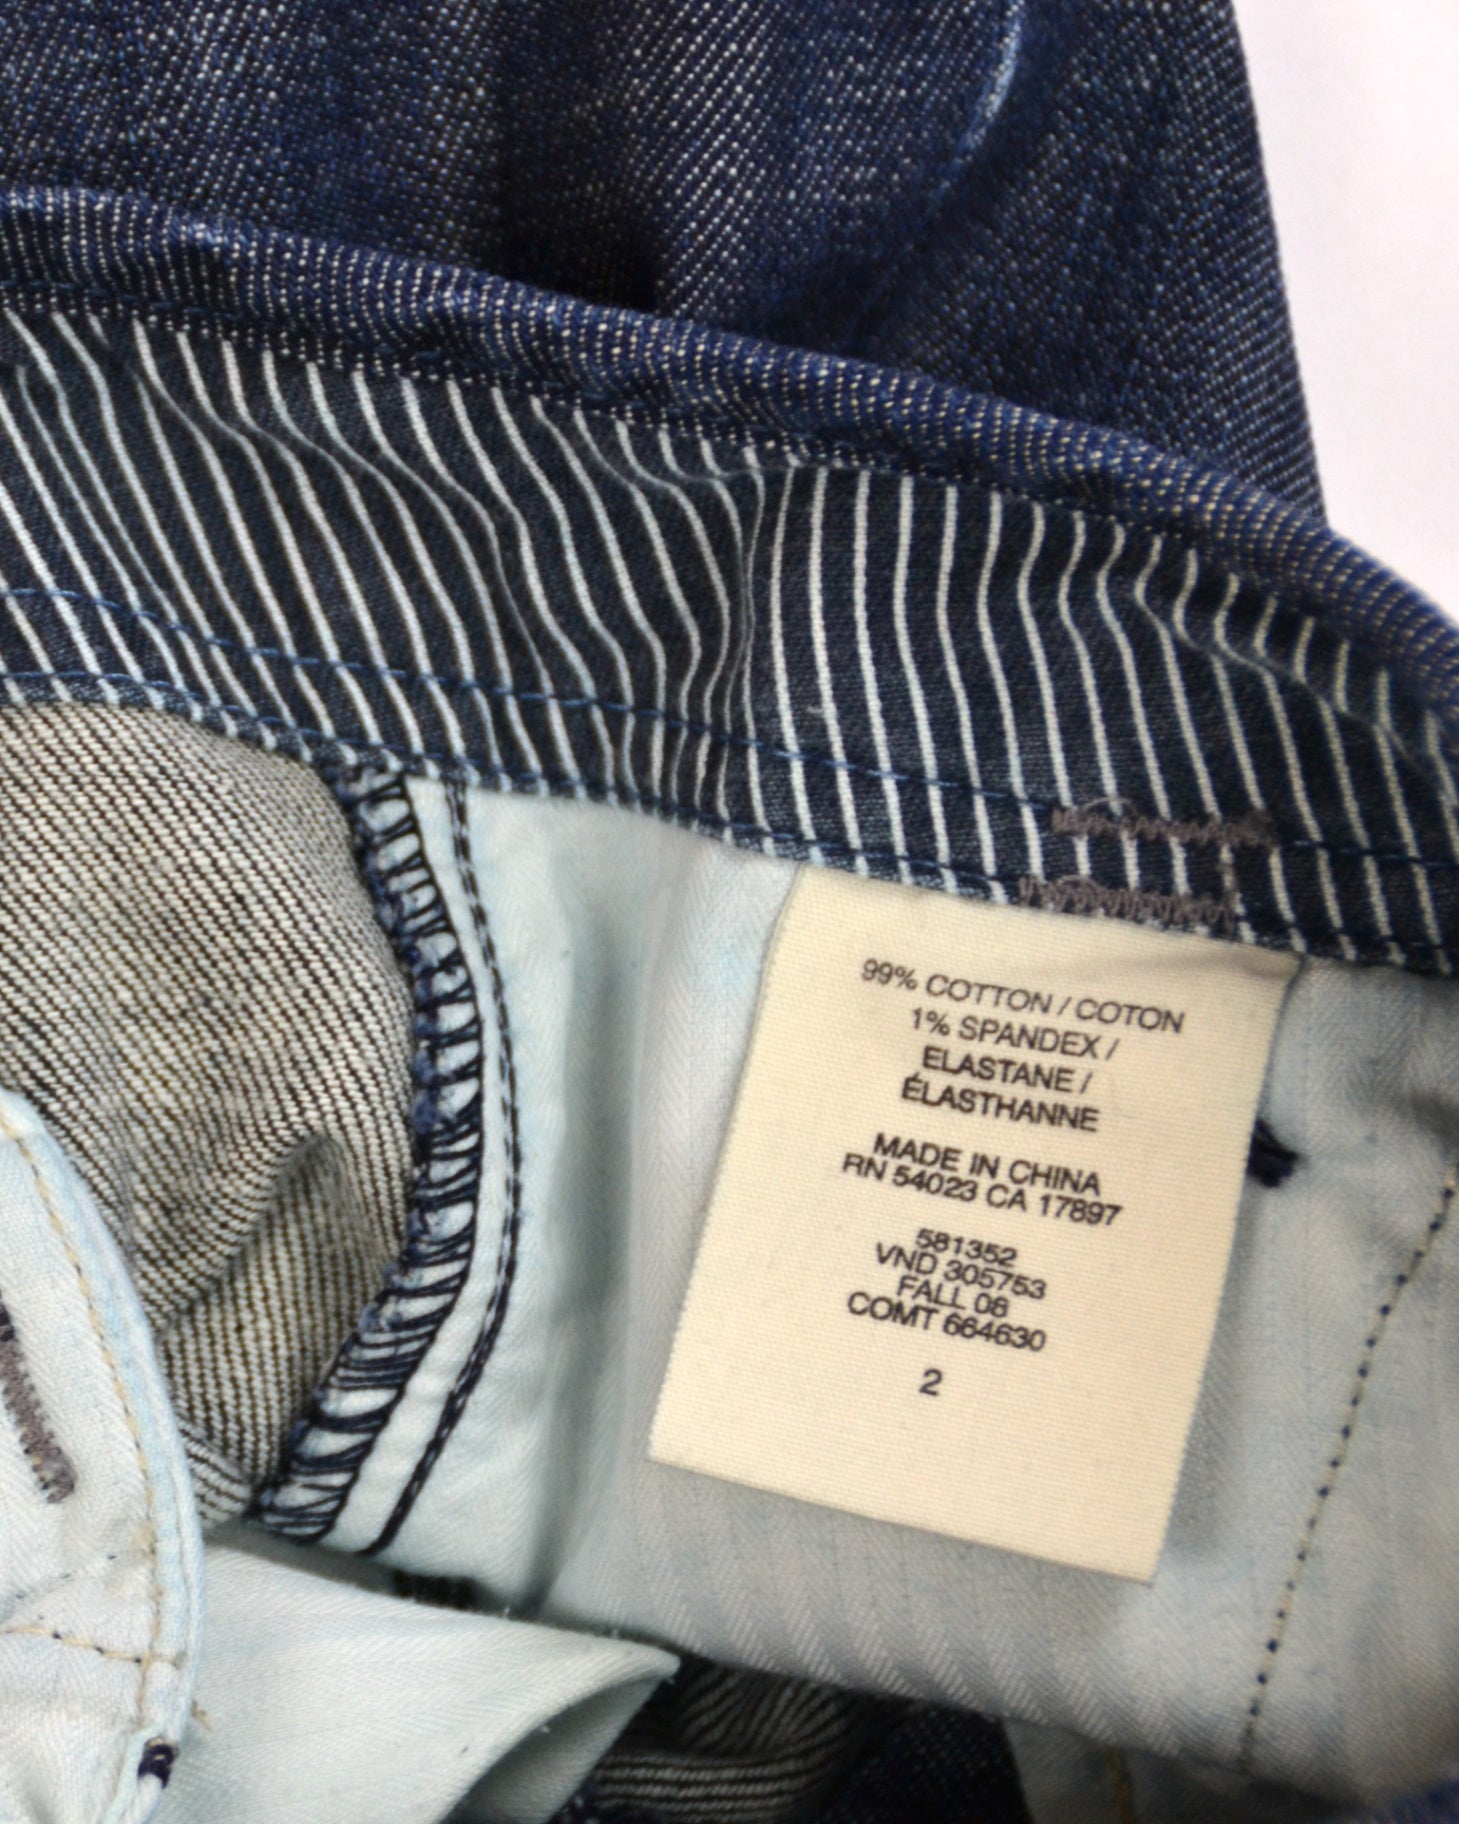 99% COTTON / COTON
1% SPANDEX /
ELASTANE /
ÉLASTHANNE
MADE IN CHINA
RN 54023 CA 17897
581352
VND 305753
FALL 08
COMT 664630
2